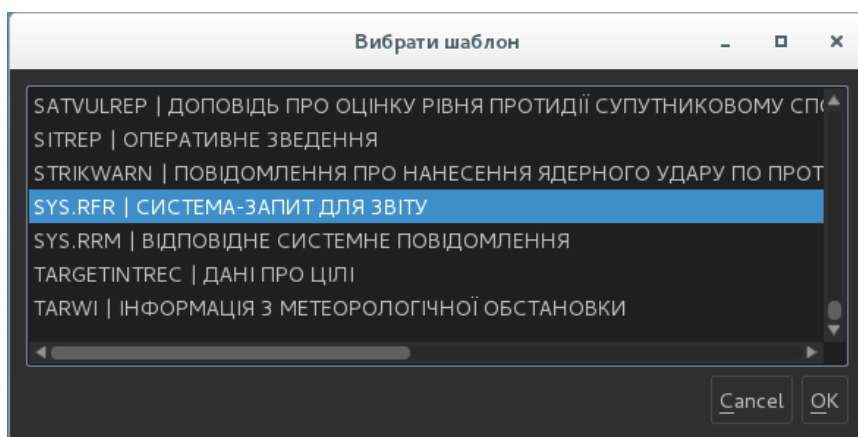 Вибрати шаблон
SATVULREP | ДОПОВІДЬ ПРО ОЦІНКУ РІВНЯ ПРОТИДІЇ СУПУТНИКОВОМУ
SITREP | ОПЕРАТИВНЕ ЗВЕДЕННЯ
STRIKWARN | ПОВІДОМЛЕННЯ ПРО НАНЕСЕННЯ ЯДЕРНОГО УДАРУ ПО ПРОТ
SYS.RFR | СИСТЕМА-ЗАПИТ ДЛЯ ЗВІТУ
SYS.RRM | ВІДПОВІДНЕ СИСТЕМНЕ ПОВІДОМЛЕННЯ
TARGETINTREC | ДАНІ ПРО ЦІЛІ
TARWI | ІНФОРМАЦІЯ З МЕТЕОРОЛОГІЧНОЇ ОБСТАНОВКИ
Cancel OK